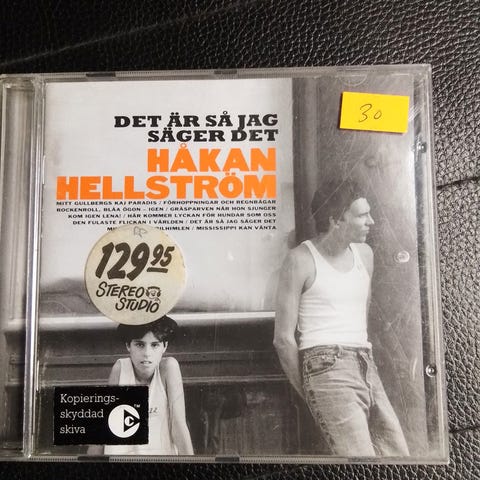 DET ÄR SÅ JAG
SÄGER DET
30
HÅKAN
HELLSTRÖM
MITT GULLBERGS KAJ PARADIS / FÖRHOPPNINGAR OCH REGNBÅGAR
ROCKENROLL, BLÅA ÖGON - IGEN / GRÄSPARVEN NÄR HON SJUNGER
KOM IGEN LENA! / HÄR KOMMER LYCKAN FÖR HUNDAR SOM OSS
DEN FULASTE FLICKAN I VÄRLDEN / DET ÄR SÅ JAG SÄGER DET
MISSISSIPPI KAN VÄNTA
129 95
STEREO
STUDIO
Kopierings-
skyddad
skiva